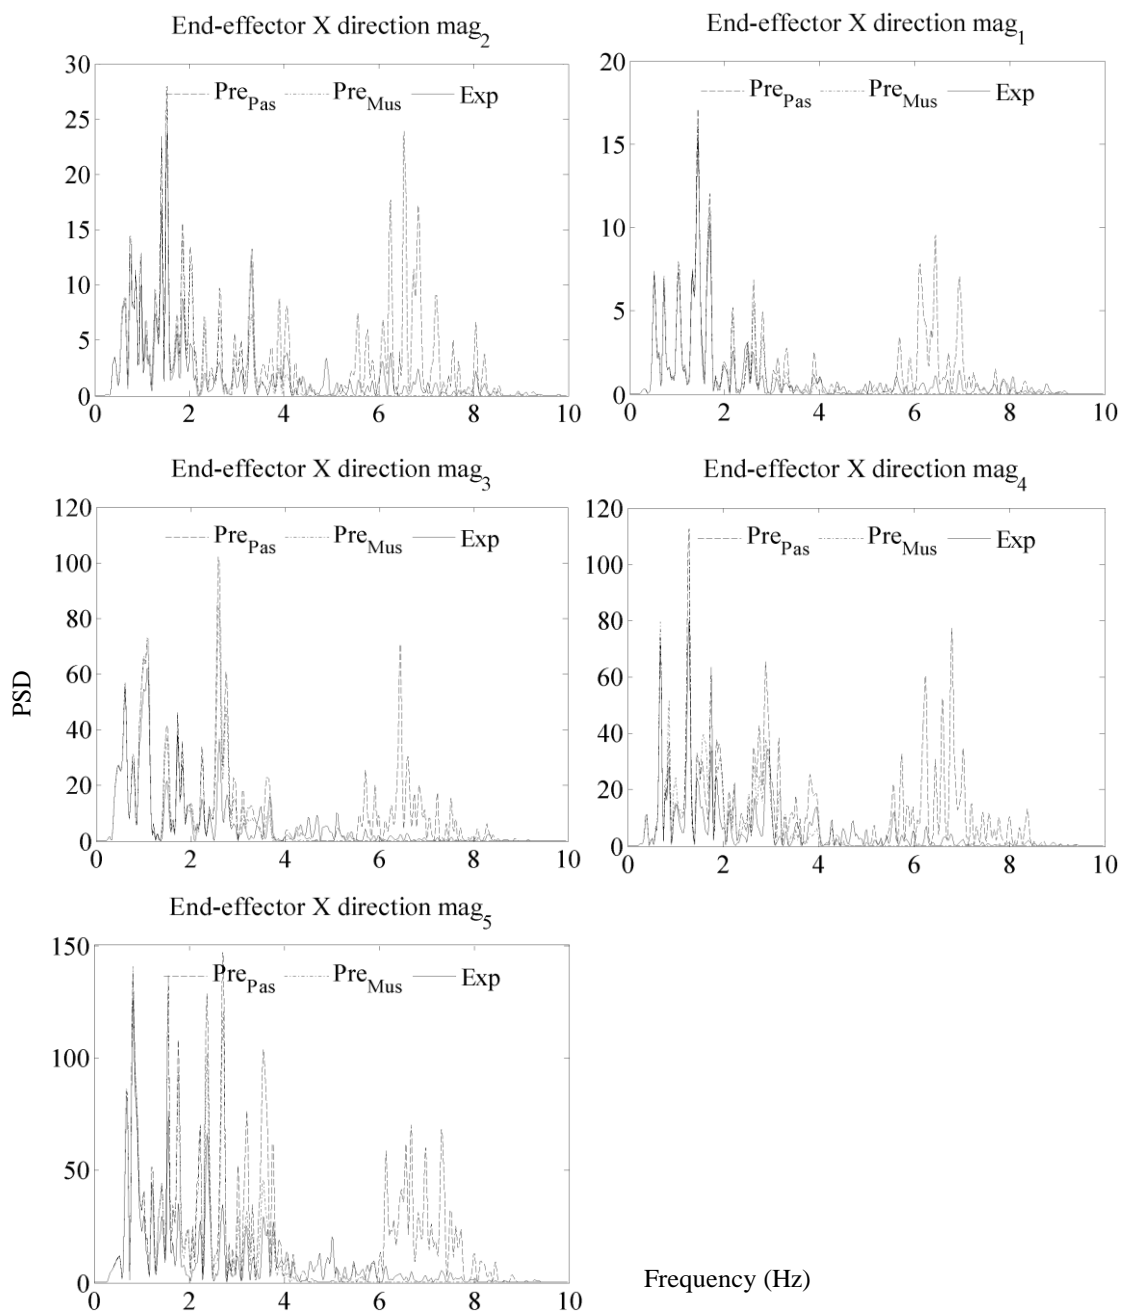 End-effector X direction mag2
30
25
20
15
10
5
0
0 2 4 6 8 10
PrePas PreMus Exp
End-effector X direction mag1
20
15
10
5
0
0 2 4 6 8 10
PrePas PreMus Exp
End-effector X direction mag3
120
100
80
60
40
20
0
0 2 4 6 8 10
PrePas PreMus Exp
PSD
End-effector X direction mag4
120
100
80
60
40
20
0
0 2 4 6 8 10
PrePas PreMus Exp
End-effector X direction mag5
150
100
50
0
0 2 4 6 8 10
PrePas PreMus Exp
Frequency (Hz)